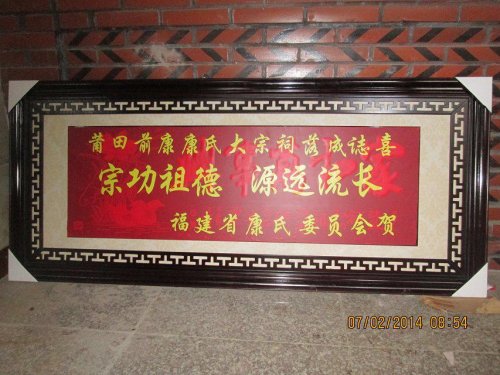 莆田前康康氏大宗祠落成誌喜
宗功祖德 源远流长
福建省康氏委员会贺
07/02/2014 08:54